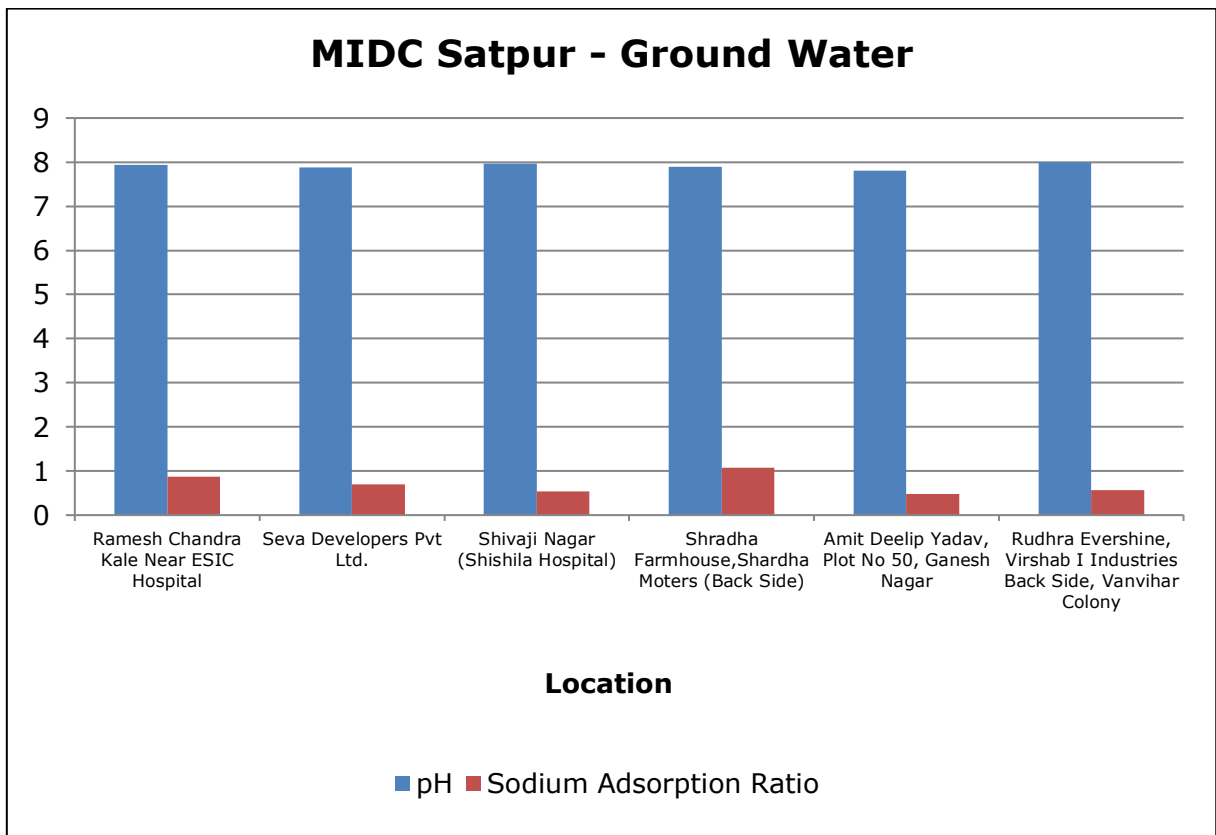 MIDC Satpur - Ground Water
9
8
7
6
5
4
3
2
1
0
Ramesh Chandra
Kale Near ESIC
Hospital
Seva Developers Pvt
Ltd.
Shivaji Nagar
(Shishila Hospital)
Shradha
Farmhouse,Shardha
Moters (Back Side)
Amit Deelip Yadav,
Plot No 50, Ganesh
Nagar
Rudhra Evershine,
Virshab I Industries
Back Side, Vanvihar
Colony
Location
pH Sodium Adsorption Ratio